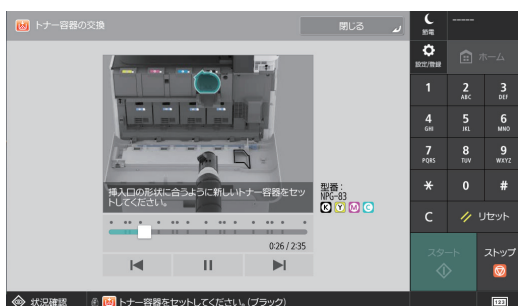 トナー容器の交換
閉じる
節電
-----
設定/登録
ホーム
挿入口の形状に合うように新しいトナー容器をセッ
トしてください。
型番:
NPG-83
K Y M C
0:26 / 2:35
1
2 ABC
3 DEF
4 GHI
5 JKL
6 MNO
7 PQRS
8 TUV
9 WXYZ
* 0 #
C
リセット
スタート
ストップ
状況確認
トナー容器をセットしてください。(ブラック)
123